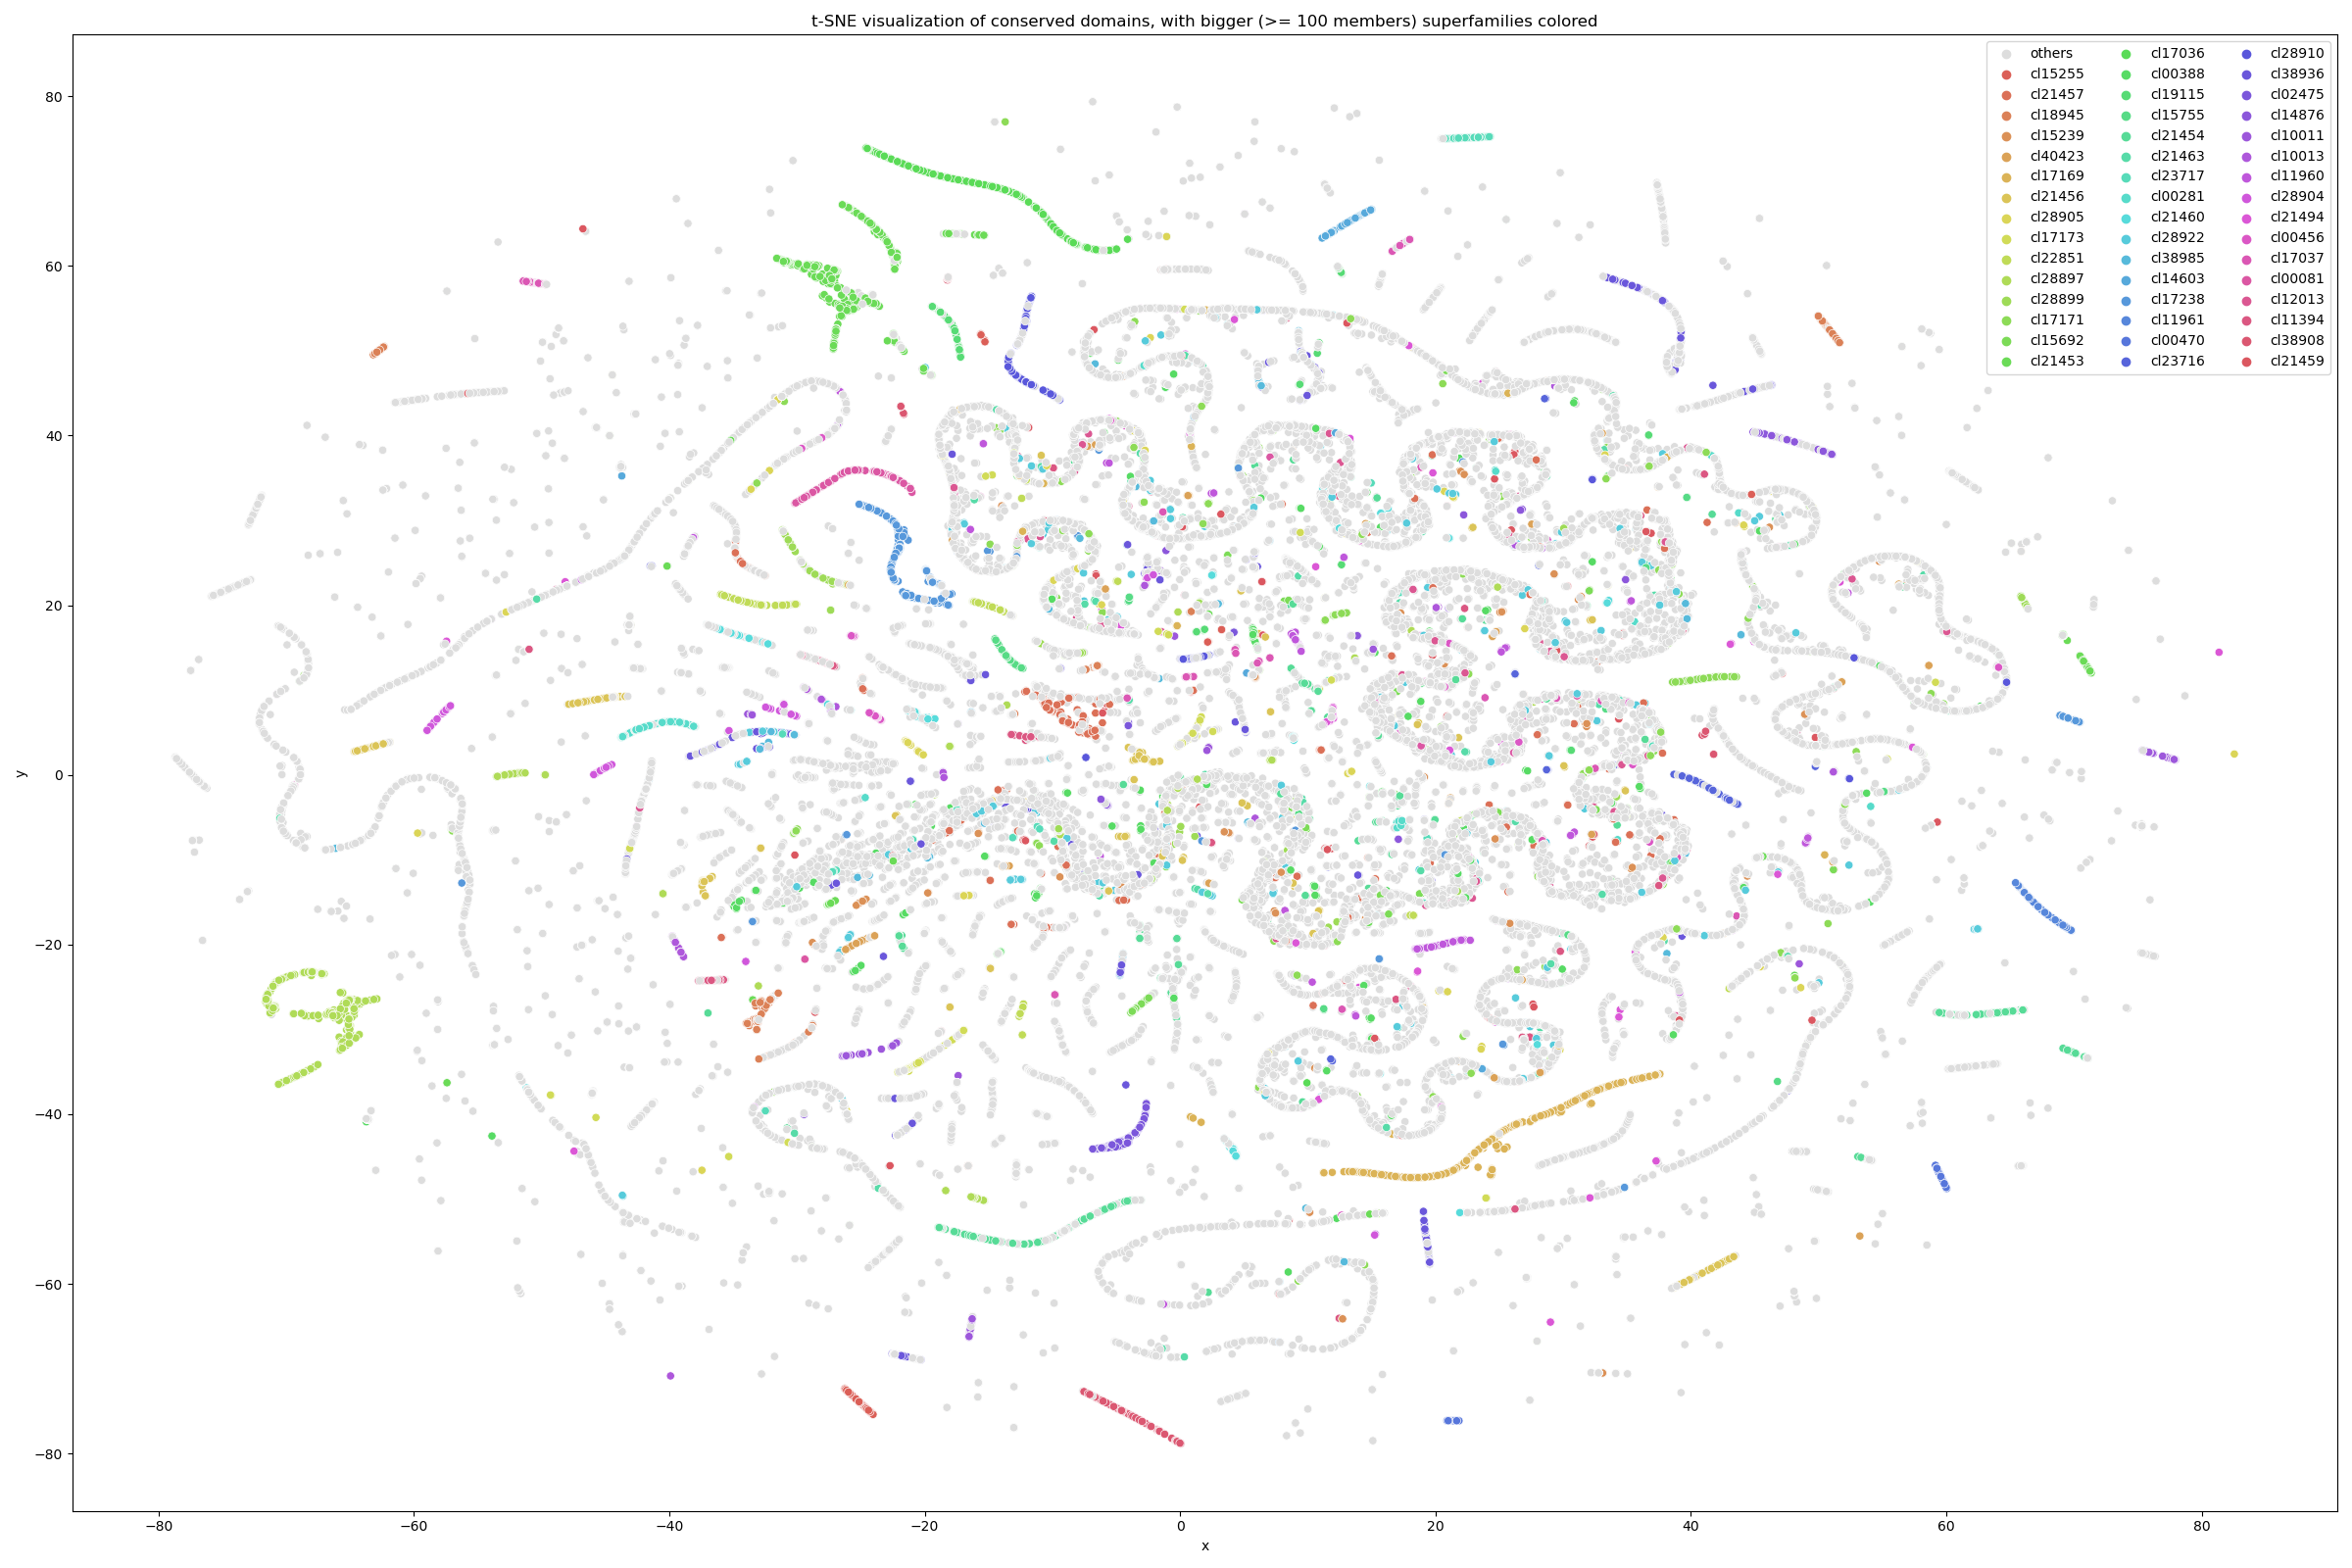 t-SNE visualization of conserved domains, with bigger (>= 100 members) superfamilies colored
others
cl15255
cl21457
cl18945
cl15239
cl40423
cl17169
cl21456
cl28905
cl17173
cl22851
cl28897
cl28899
cl17171
cl15692
cl21453
cl17036
cl00388
cl19115
cl15755
cl21454
cl21463
cl23717
cl00281
cl21460
cl28922
cl38985
cl14603
cl17238
cl11961
cl00470
cl23716
cl28910
cl38936
cl02475
cl14876
cl10011
cl10013
cl11960
cl28904
cl21494
cl00456
cl17037
cl00081
cl12013
cl11394
cl38908
cl21459
80
60
40
20
0
−20
−40
−60
−80
y
−80
−60
−40
−20
0
20
40
60
80
x